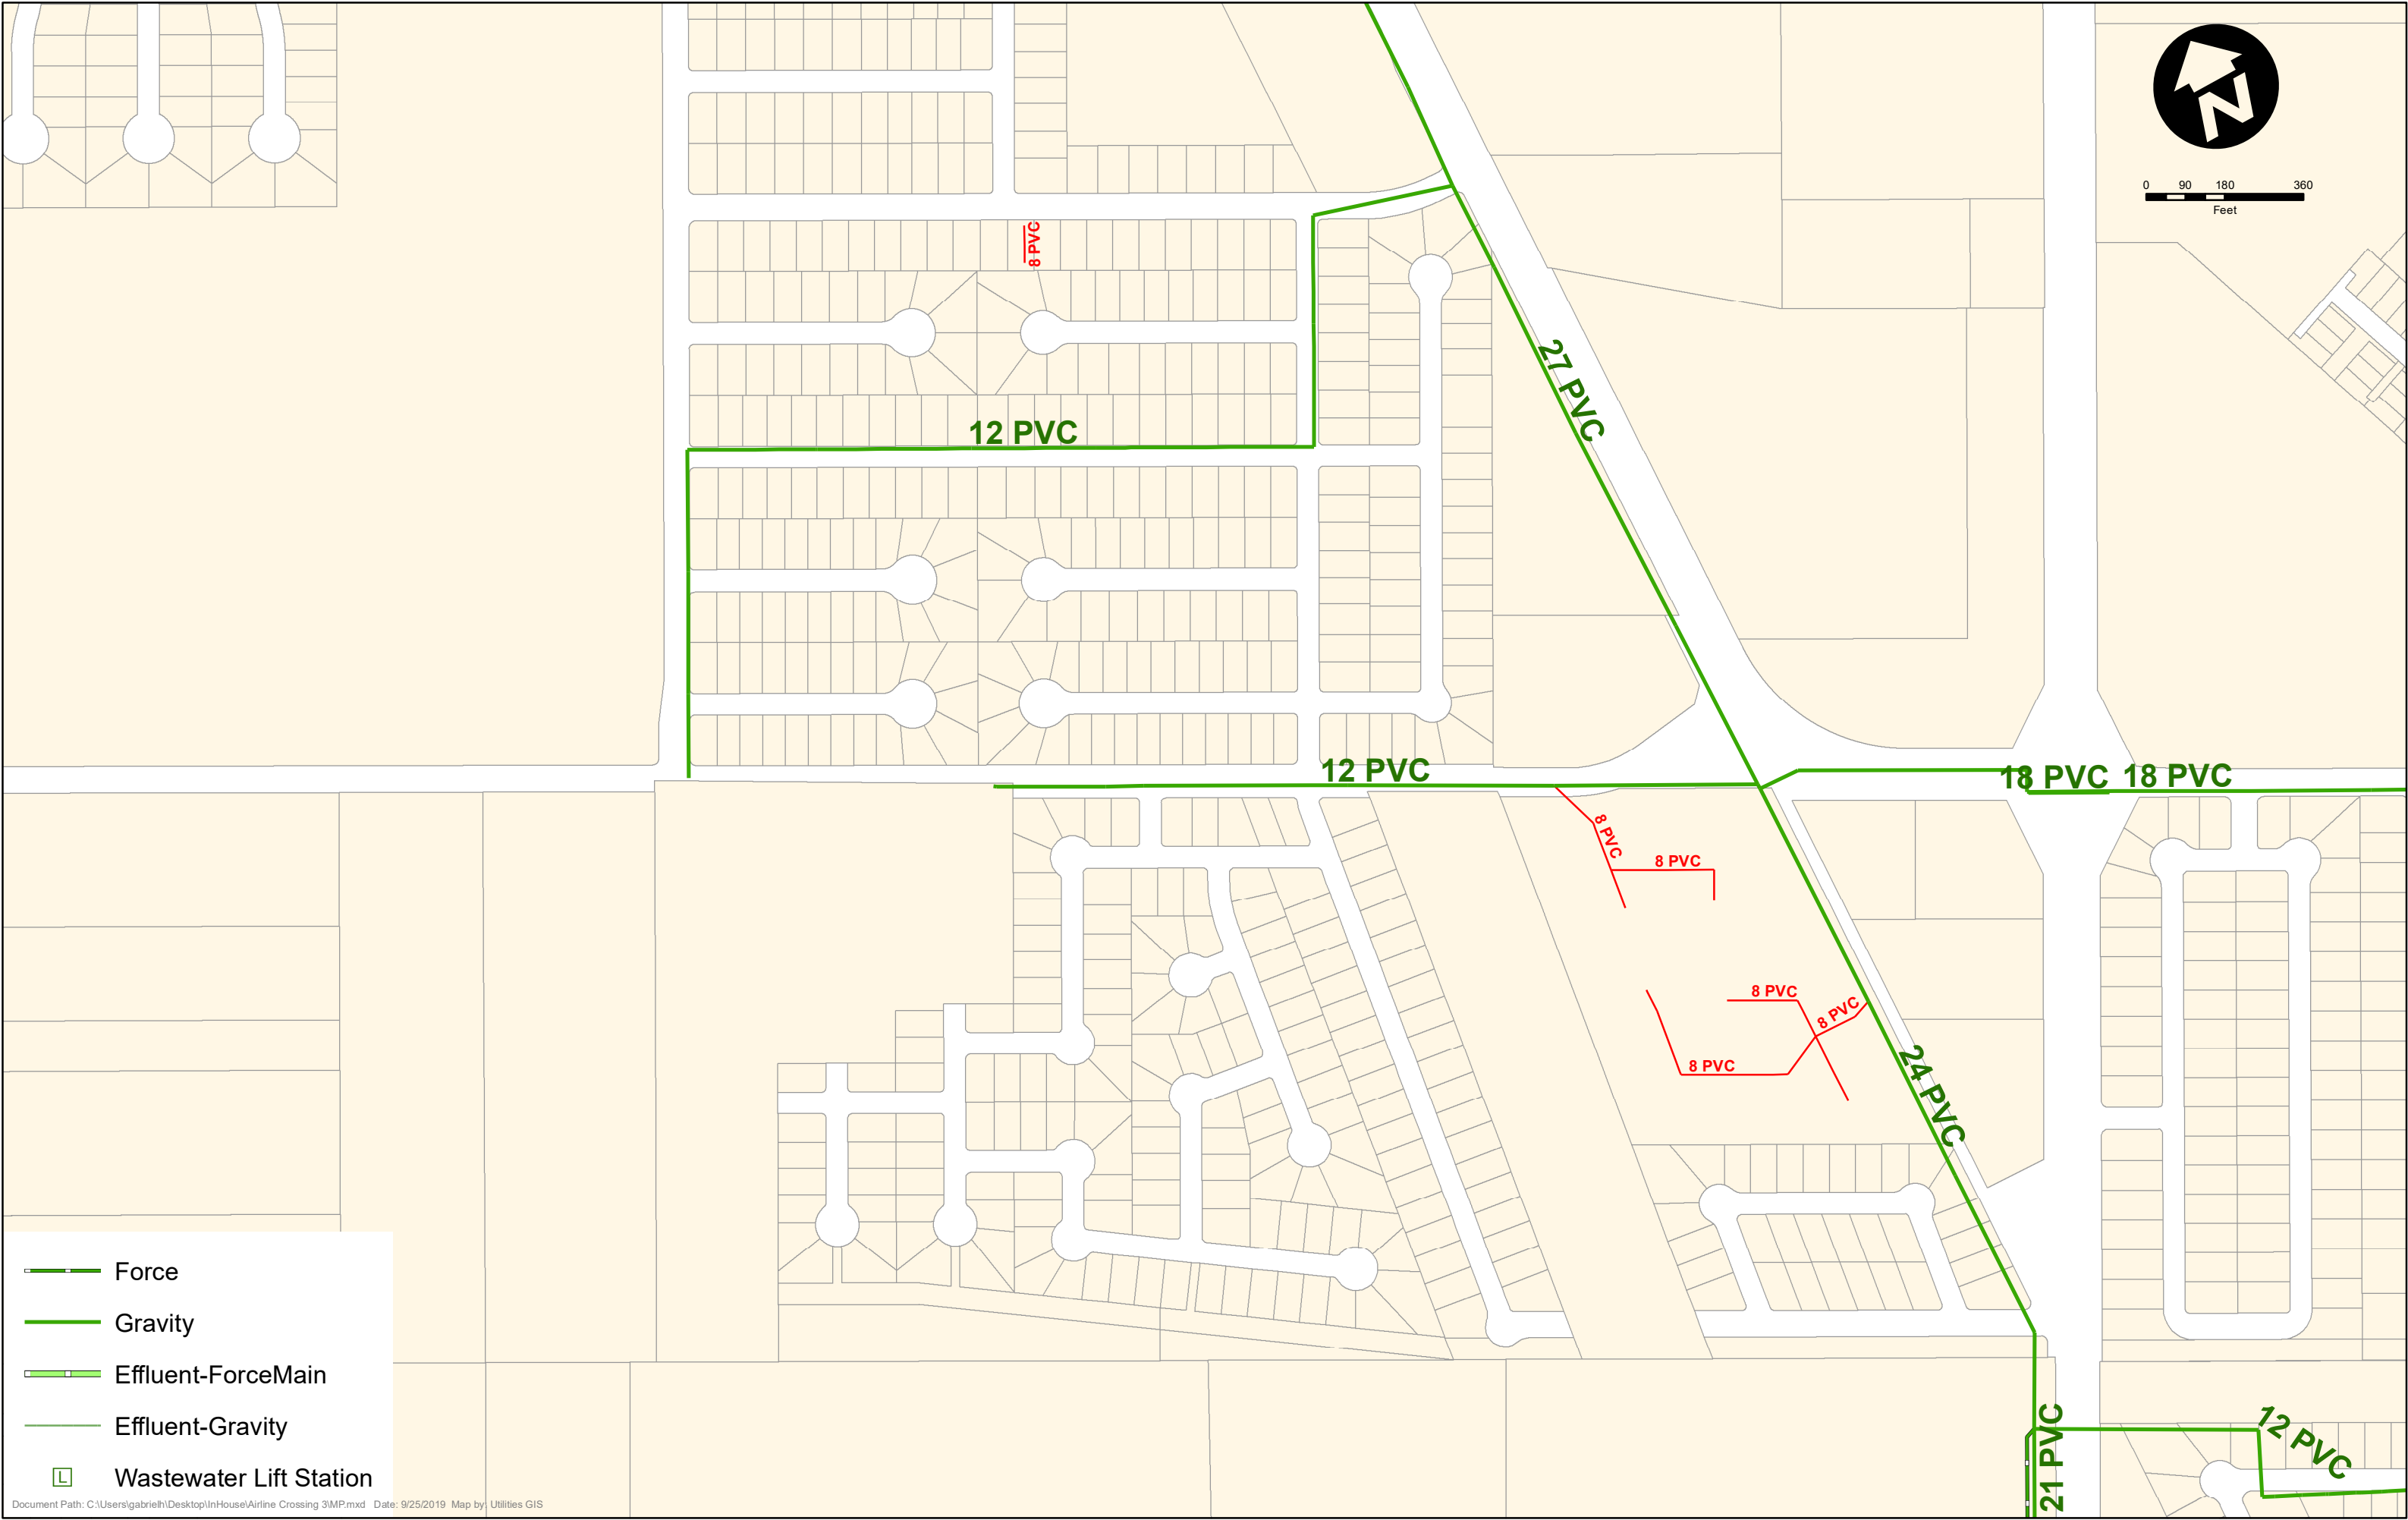 N
0 90 180 360
Feet
8 PVC
27 PVC
12 PVC
12 PVC
18 PVC 18 PVC
8 PVC
8 PVC
8 PVC
8 PVC
8 PVC
24 PVC
12 PVC
21 PVC
Force
Gravity
Effluent-ForceMain
Effluent-Gravity
L Wastewater Lift Station
Document Path: C:\Users\gabrielh\Desktop\InHouse\Airline Crossing 3\MP.mxd Date: 9/25/2019 Map by: Utilities GIS